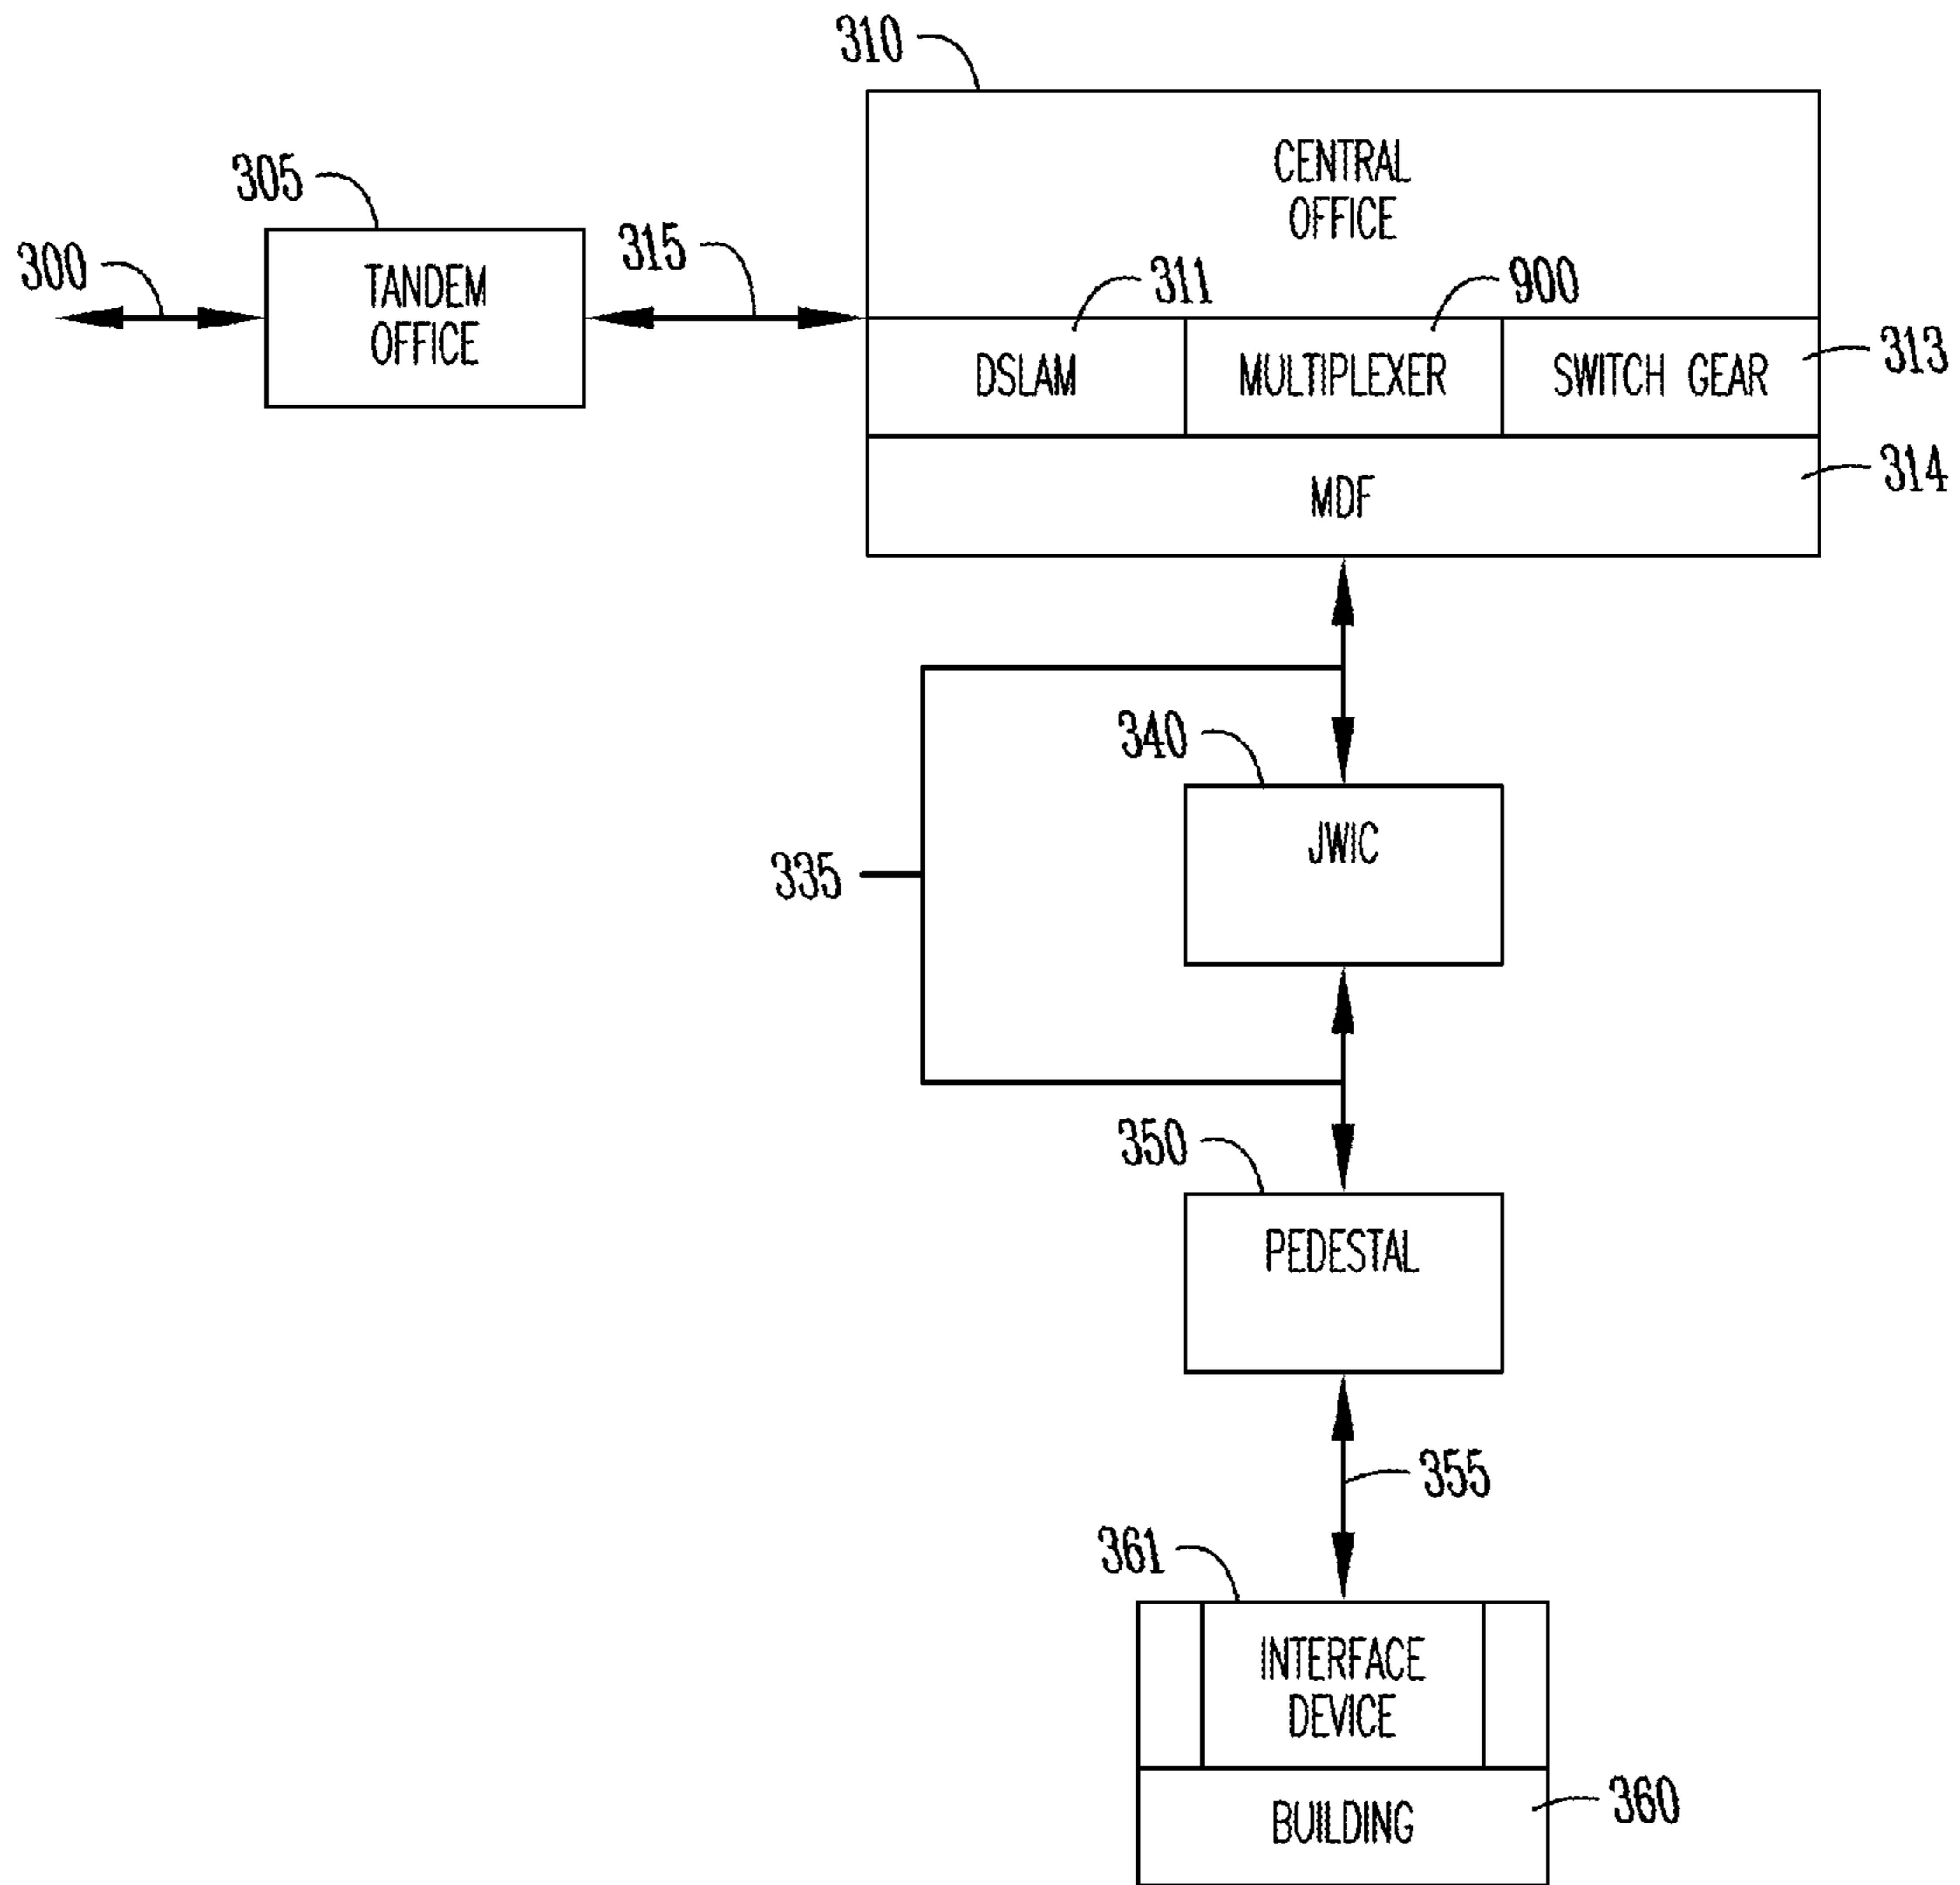 310
CENTRAL
OFFICE
305
315
300
TANDEM
OFFICE
311
900
313
DSLAM
MULTIPLEXER
SWITCH GEAR
314
MDF
340
JWIC
335
350
PEDESTAL
355
361
INTERFACE
DEVICE
BUILDING
360